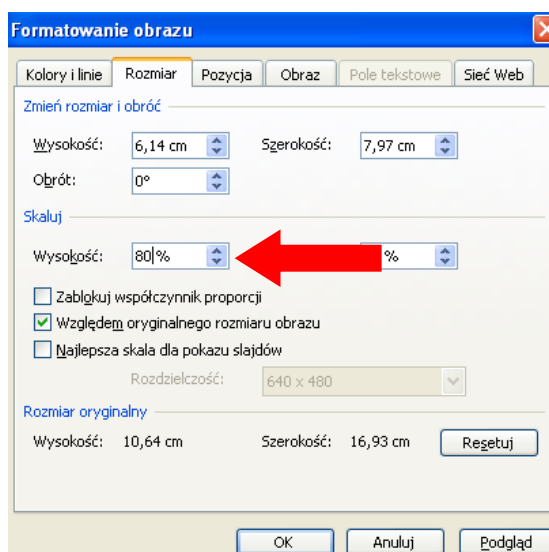 Formatowanie obrazu
Kolory i linie Rozmiar Pozycja Obraz Pole tekstowe Sieć Web
Zmień rozmiar i obróć
Wysokość: 6,14 cm Szerokość: 7,97 cm
Obrót: 0°
Skaluj
Wysokość: 80% %
Zablokuj współczynnik proporcji
Względem oryginalnego rozmiaru obrazu
Najlepsza skala dla pokazu slajdów
Rozdzielczość: 640 x 480
Rozmiar oryginalny
Wysokość: 10,64 cm Szerokość: 16,93 cm Resetuj
OK Anuluj Podgląd